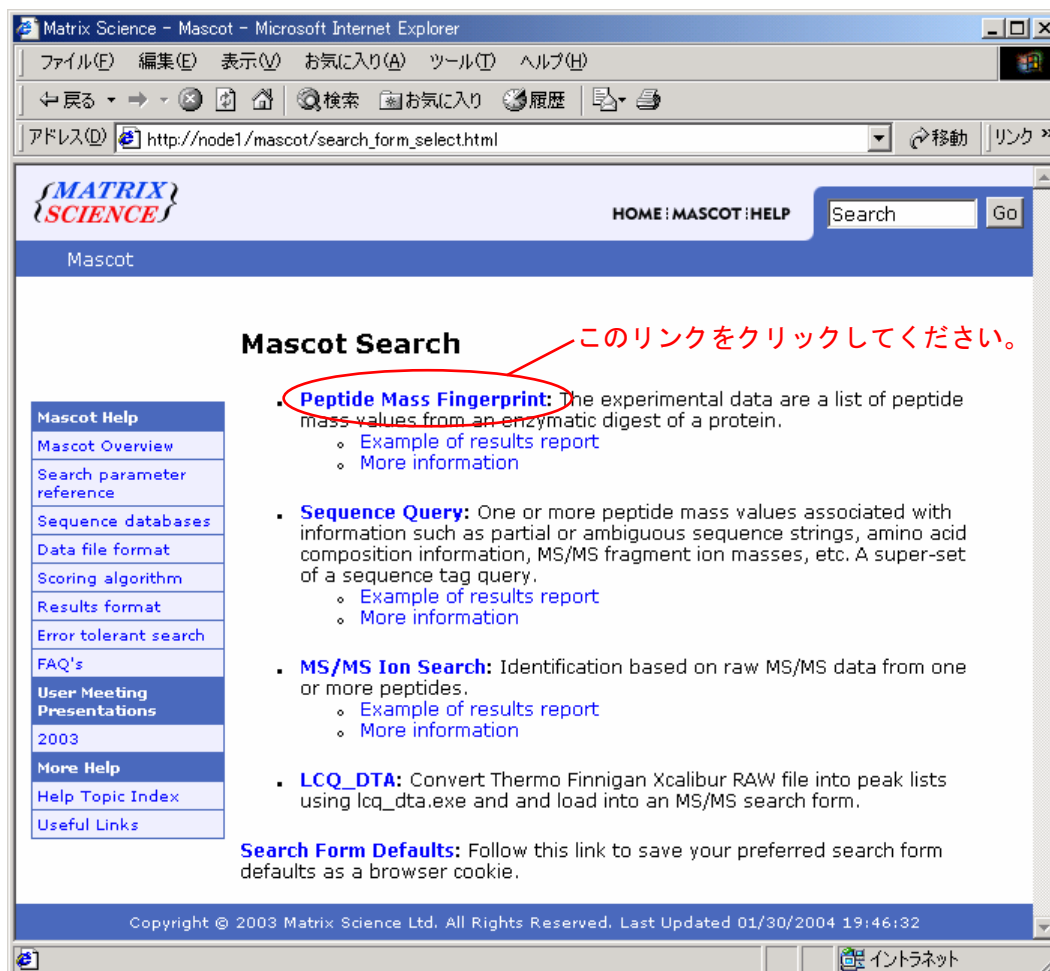 Matrix Science - Mascot - Microsoft Internet Explorer
ファイル(F) 編集(E) 表示(V) お気に入り(A) ツール(T) ヘルプ(H)
戻る 検索 お気に入り 履歴
アドレス(D) http://node1/mascot/search_form_select.html 移動 リンク »
{MATRIX}
{SCIENCE}
HOME MASCOT HELP Search Go
Mascot
Mascot Search
このリンクをクリックしてください。
Peptide Mass Fingerprint: The experimental data are a list of peptide
mass values from an enzymatic digest of a protein.
Example of results report
More information
Sequence Query: One or more peptide mass values associated with
information such as partial or ambiguous sequence strings, amino acid
composition information, MS/MS fragment ion masses, etc. A super-set
of a sequence tag query.
Example of results report
More information
MS/MS Ion Search: Identification based on raw MS/MS data from one
or more peptides.
Example of results report
More information
LCQ_DTA: Convert Thermo Finnigan Xcalibur RAW file into peak lists
using lcq_dta.exe and and load into an MS/MS search form.
Search Form Defaults: Follow this link to save your preferred search form
defaults as a browser cookie.
Mascot Help
Mascot Overview
Search parameter
reference
Sequence databases
Data file format
Scoring algorithm
Results format
Error tolerant search
FAQ's
User Meeting
Presentations
2003
More Help
Help Topic Index
Useful Links
Copyright © 2003 Matrix Science Ltd. All Rights Reserved. Last Updated 01/30/2004 19:46:32
イントラネット